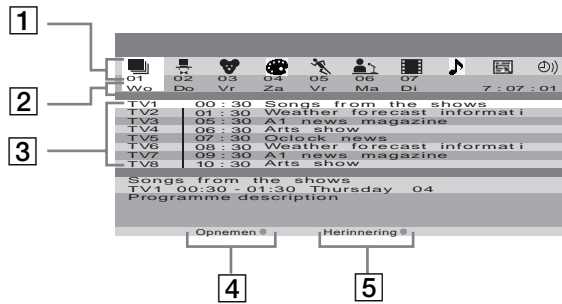 1
01 02 03 04 05 06 07
2
Wo Do Vr Za Vr Ma Di 7 : 07 : 01
3
TV1 00 : 30 Songs from the shows
TV2 01 : 30 Weather forecast informati
TV3 05 : 30 A1 news magazine
TV4 06 : 30 Arts show
TV5 07 : 30 Oclock news
TV6 08 : 30 Weather forecast informati
TV7 09 : 30 A1 news magazine
TV8 10 : 30 Arts show
Songs from the shows
TV1 00:30 - 01:30 Thursday 04
Programme description
Opnemen Herinnering
4 5